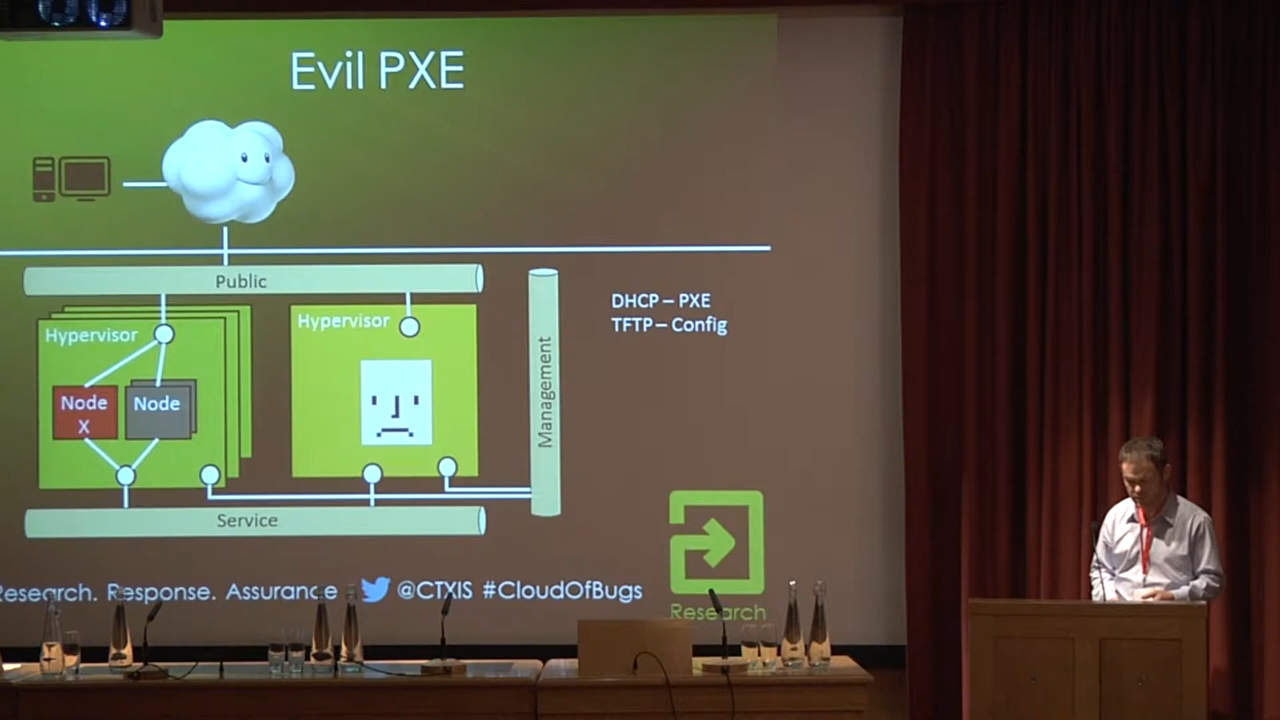 Evil PXE
Public
DHCP – PXE
TFTP – Config
Hypervisor
Hypervisor
Node
X
Node
Management
Service
Research. Response. Assurance
@CTXIS #CloudOfBugs
Research